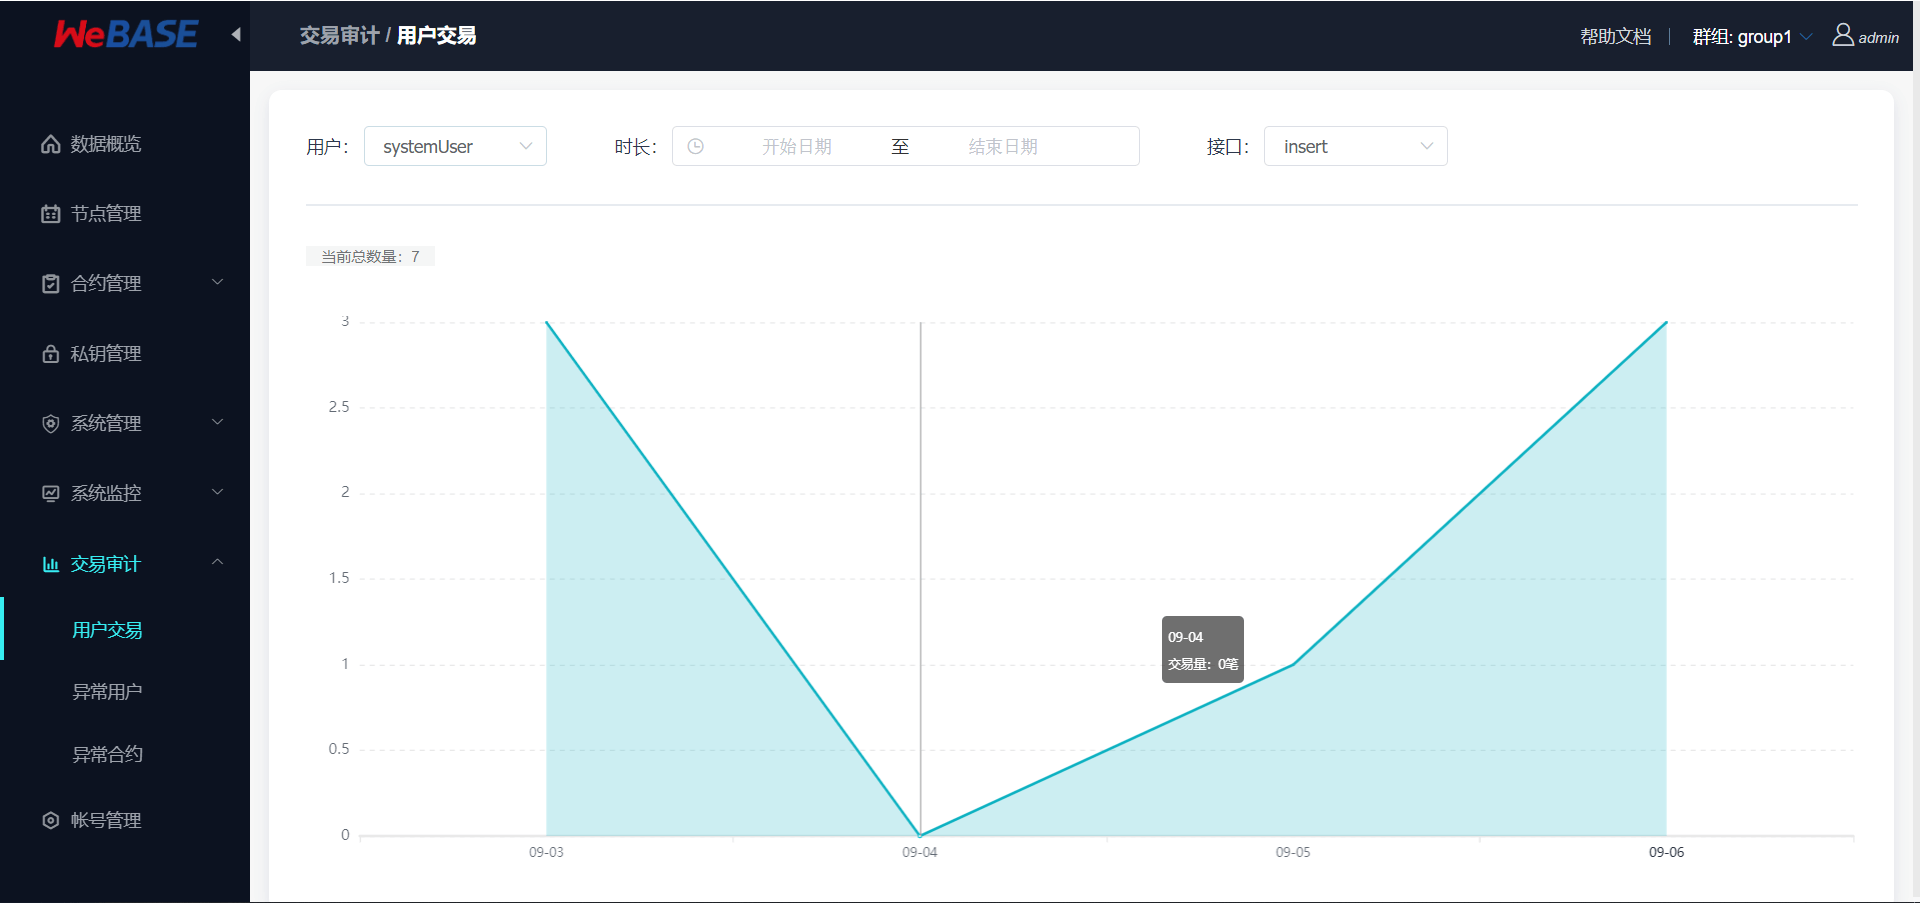 WeBASE
交易审计 / 用户交易
帮助文档
群组: group1
admin
数据概览
节点管理
合约管理
私钥管理
系统管理
系统监控
交易审计
用户交易
异常用户
异常合约
帐号管理
用户： systemUser
时长： 开始日期 至 结束日期
接口： insert
当前总数量：7
3
2.5
2
1.5
1
0.5
0
09-04
交易量：0笔
09-03 09-04 09-05 09-06